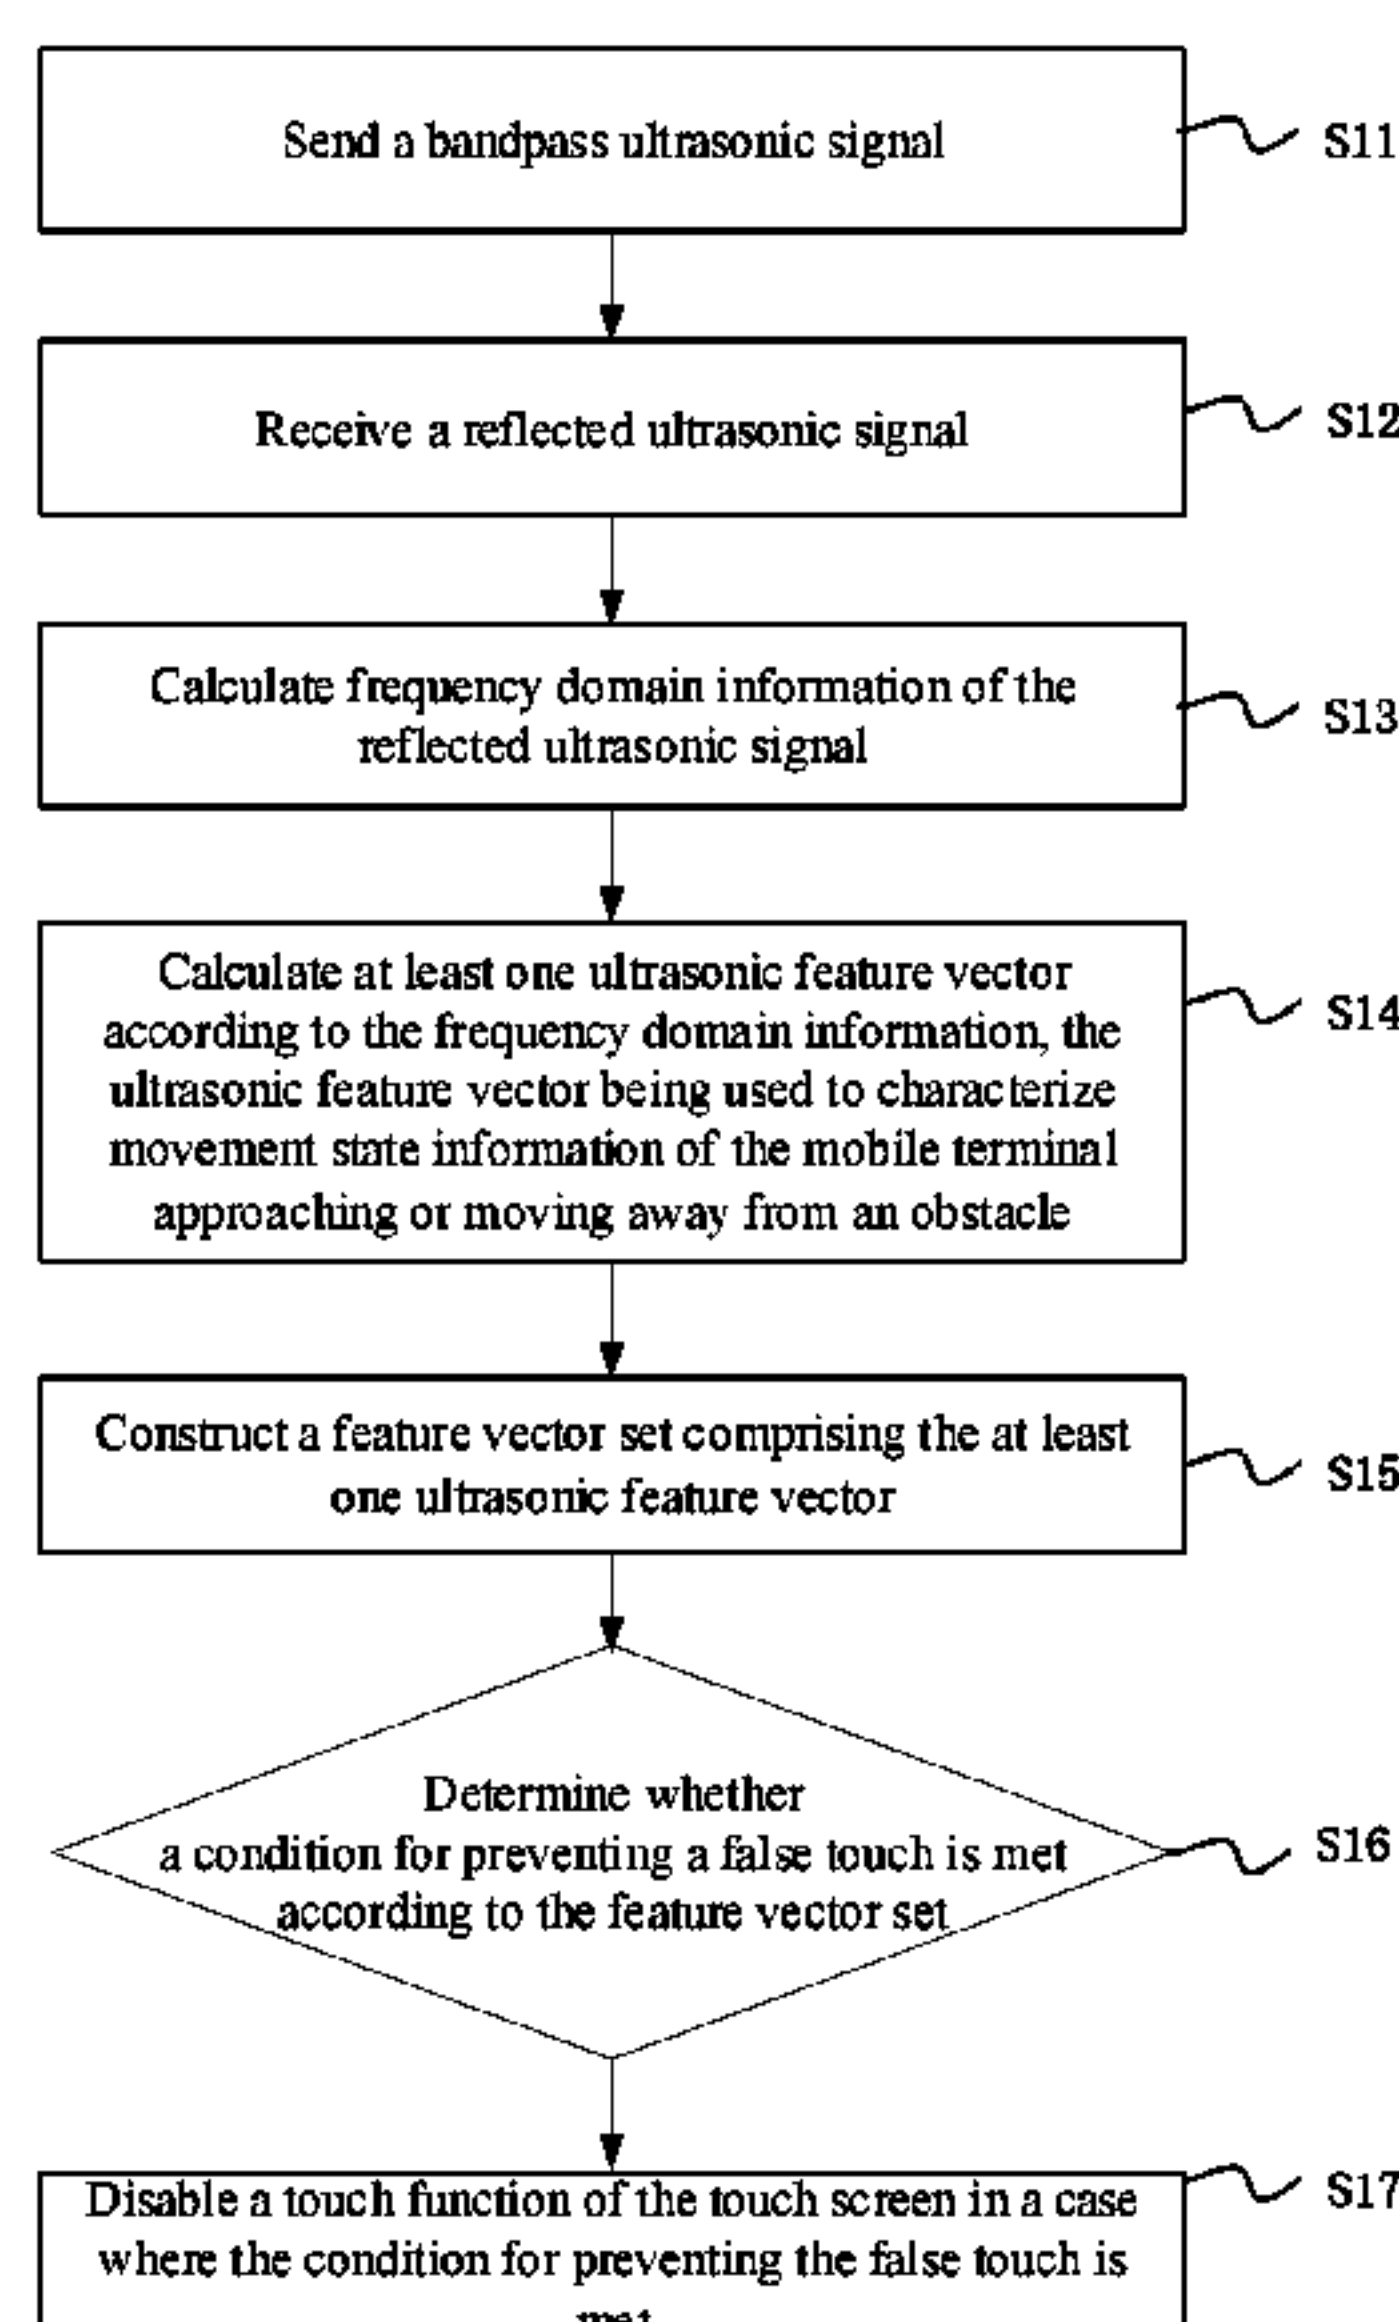 Send a bandpass ultrasonic signal
S11
Receive a reflected ultrasonic signal
S12
Calculate frequency domain information of the
reflected ultrasonic signal
S13
Calculate at least one ultrasonic feature vector
according to the frequency domain information, the
ultrasonic feature vector being used to characterize
movement state information of the mobile terminal
approaching or moving away from an obstacle
S14
Construct a feature vector set comprising the at least
one ultrasonic feature vector
S15
Determine whether
a condition for preventing a false touch is met
according to the feature vector set
S16
Disable a touch function of the touch screen in a case
where the condition for preventing the false touch is
met
S17